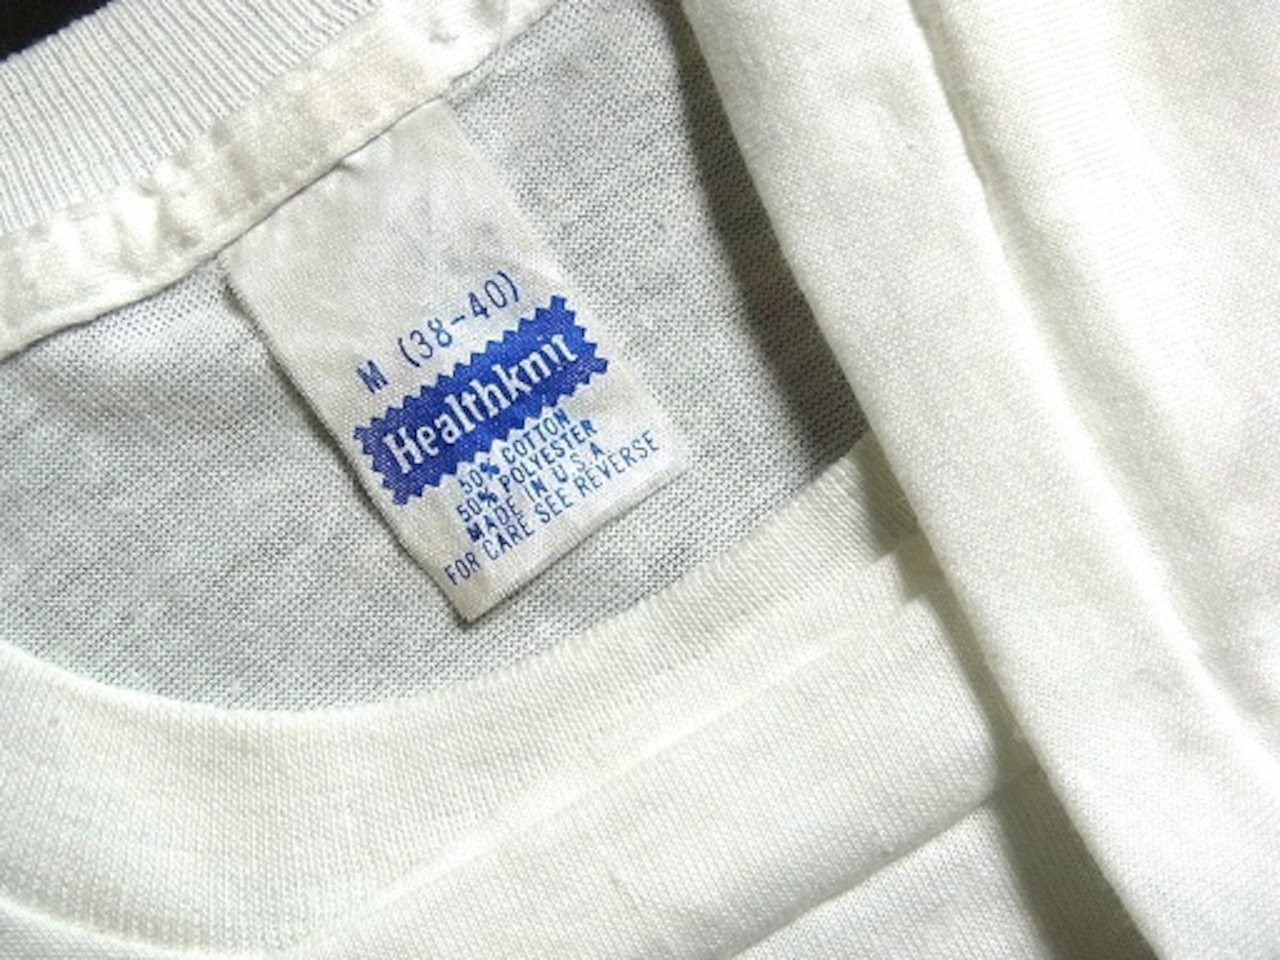 M (38-40)
Healthknit
50% COTTON
50% POLYESTER
MADE IN U S A
FOR CARE SEE REVERSE